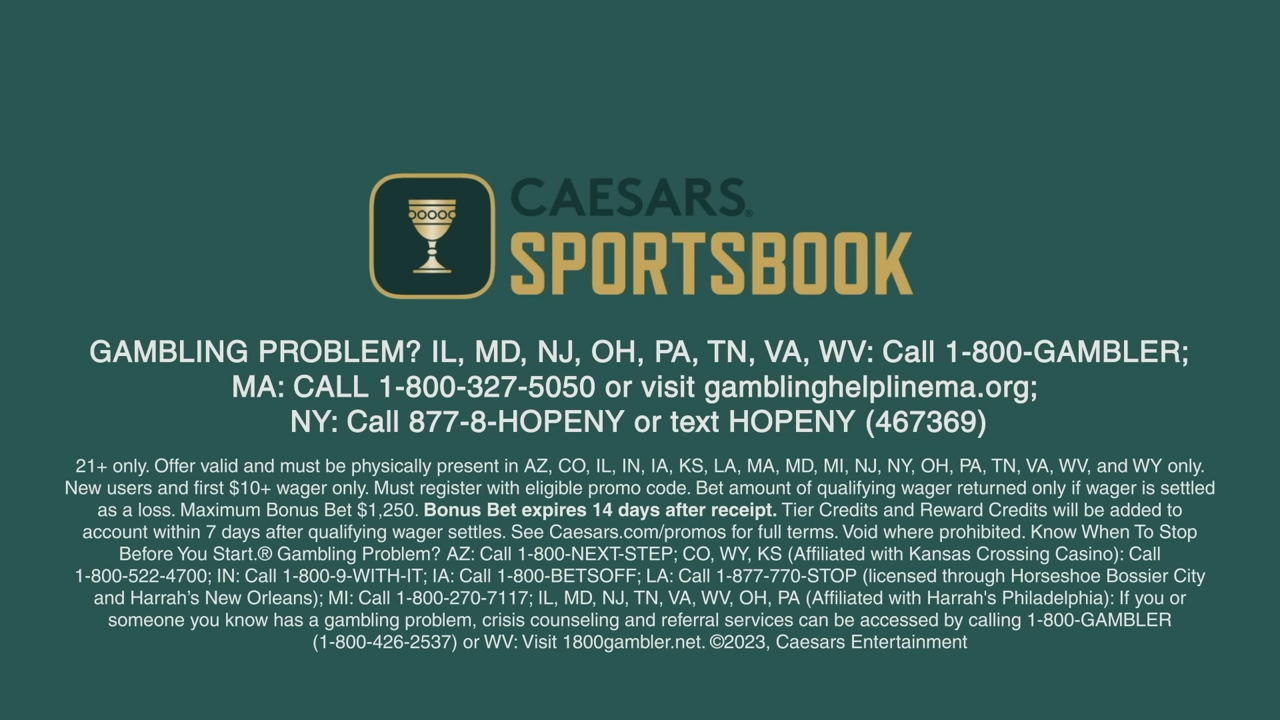 CAESARS®
SPORTSBOOK
GAMBLING PROBLEM? IL, MD, NJ, OH, PA, TN, VA, WV: Call 1-800-GAMBLER;
MA: CALL 1-800-327-5050 or visit gamblinghelplinema.org;
NY: Call 877-8-HOPENY or text HOPENY (467369)
21+ only. Offer valid and must be physically present in AZ, CO, IL, IN, IA, KS, LA, MA, MD, MI, NJ, NY, OH, PA, TN, VA, WV, and WY only.
New users and first $10+ wager only. Must register with eligible promo code. Bet amount of qualifying wager returned only if wager is settled
as a loss. Maximum Bonus Bet $1,250. Bonus Bet expires 14 days after receipt. Tier Credits and Reward Credits will be added to
account within 7 days after qualifying wager settles. See Caesars.com/promos for full terms. Void where prohibited. Know When To Stop
Before You Start.® Gambling Problem? AZ: Call 1-800-NEXT-STEP; CO, WY, KS (Affiliated with Kansas Crossing Casino): Call
1-800-522-4700; IN: Call 1-800-9-WITH-IT; IA: Call 1-800-BETSOFF; LA: Call 1-877-770-STOP (licensed through Horseshoe Bossier City
and Harrah’s New Orleans); MI: Call 1-800-270-7117; IL, MD, NJ, TN, VA, WV, OH, PA (Affiliated with Harrah's Philadelphia): If you or
someone you know has a gambling problem, crisis counseling and referral services can be accessed by calling 1-800-GAMBLER
(1-800-426-2537) or WV: Visit 1800gambler.net. ©2023, Caesars Entertainment